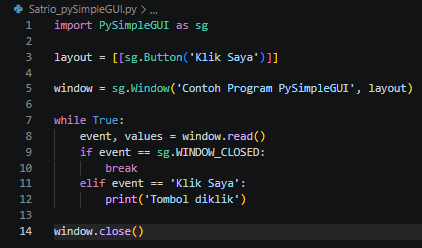 Satrio_pySimpleGUI.py > ...
1 import PySimpleGUI as sg
2
3 layout = [[sg.Button('Klik Saya')]]
4
5 window = sg.Window('Contoh Program PySimpleGUI', layout)
6
7 while True:
8     event, values = window.read()
9     if event == sg.WINDOW_CLOSED:
10         break
11     elif event == 'Klik Saya':
12         print('Tombol diklik')
13
14 window.close()